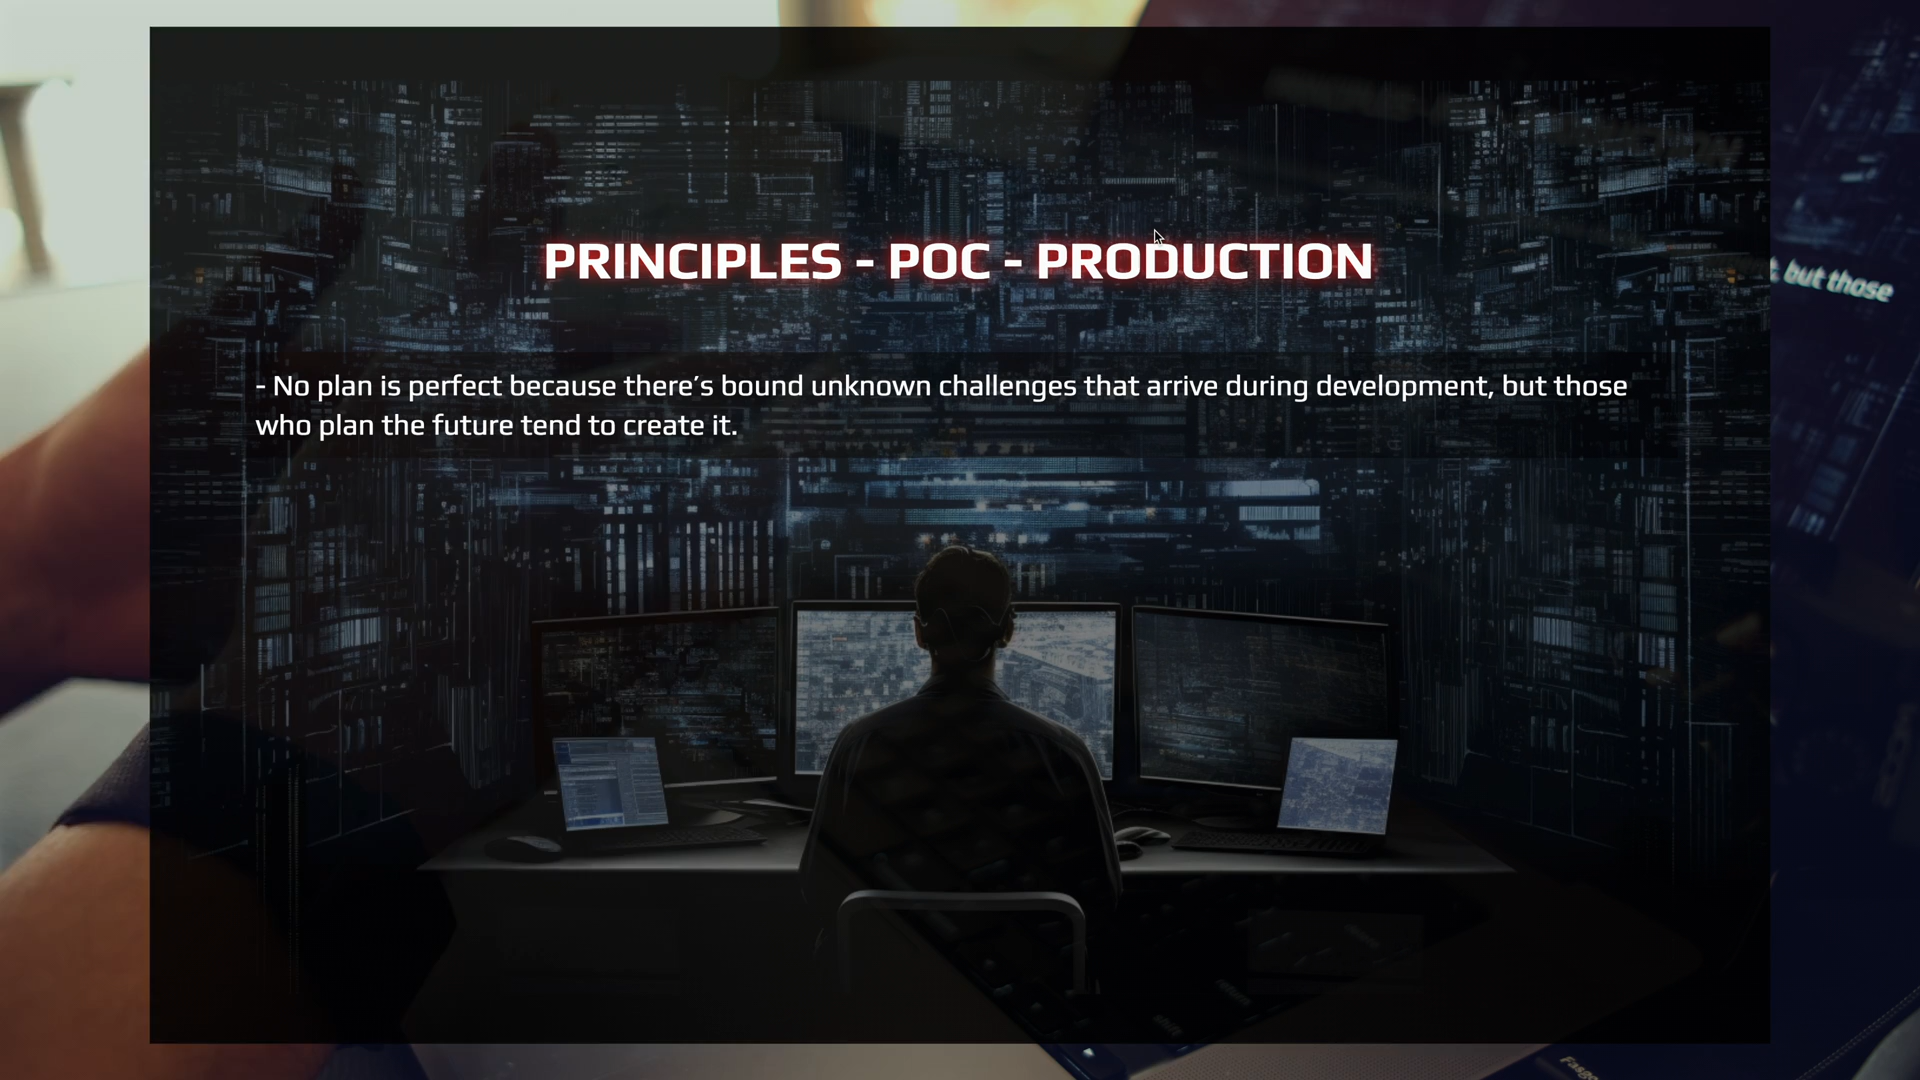 PRINCIPLES - POC - PRODUCTION
, but those
- No plan is perfect because there’s bound unknown challenges that arrive during development, but those
who plan the future tend to create it.